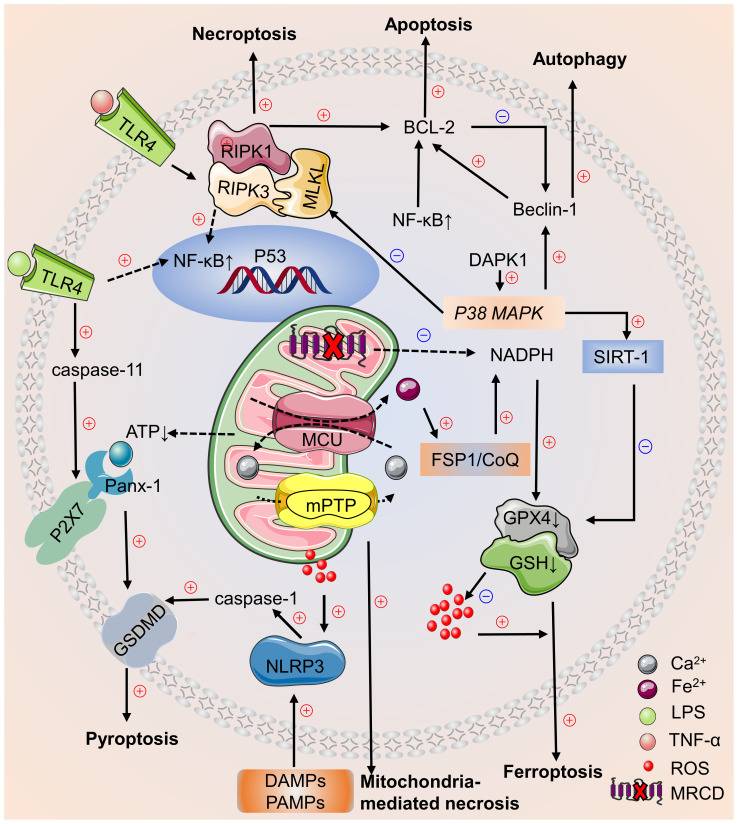 Necroptosis
Apoptosis
Autophagy
TLR4
RIPK1
RIPK3
MLKL
BCL-2
Beclin-1
NF-κB↑
NF-κB↑
P53
TLR4
DAPK1
P38 MAPK
NADPH
SIRT-1
caspase-11
ATP↓
MCU
FSP1/CoQ
Panx-1
P2X7
mPTP
GPX4↓
GSH↓
caspase-1
GSDMD
NLRP3
Pyroptosis
DAMPs
PAMPs
Mitochondria-
mediated necrosis
Ferroptosis
Ca²⁺
Fe²⁺
LPS
TNF-α
ROS
MRCD